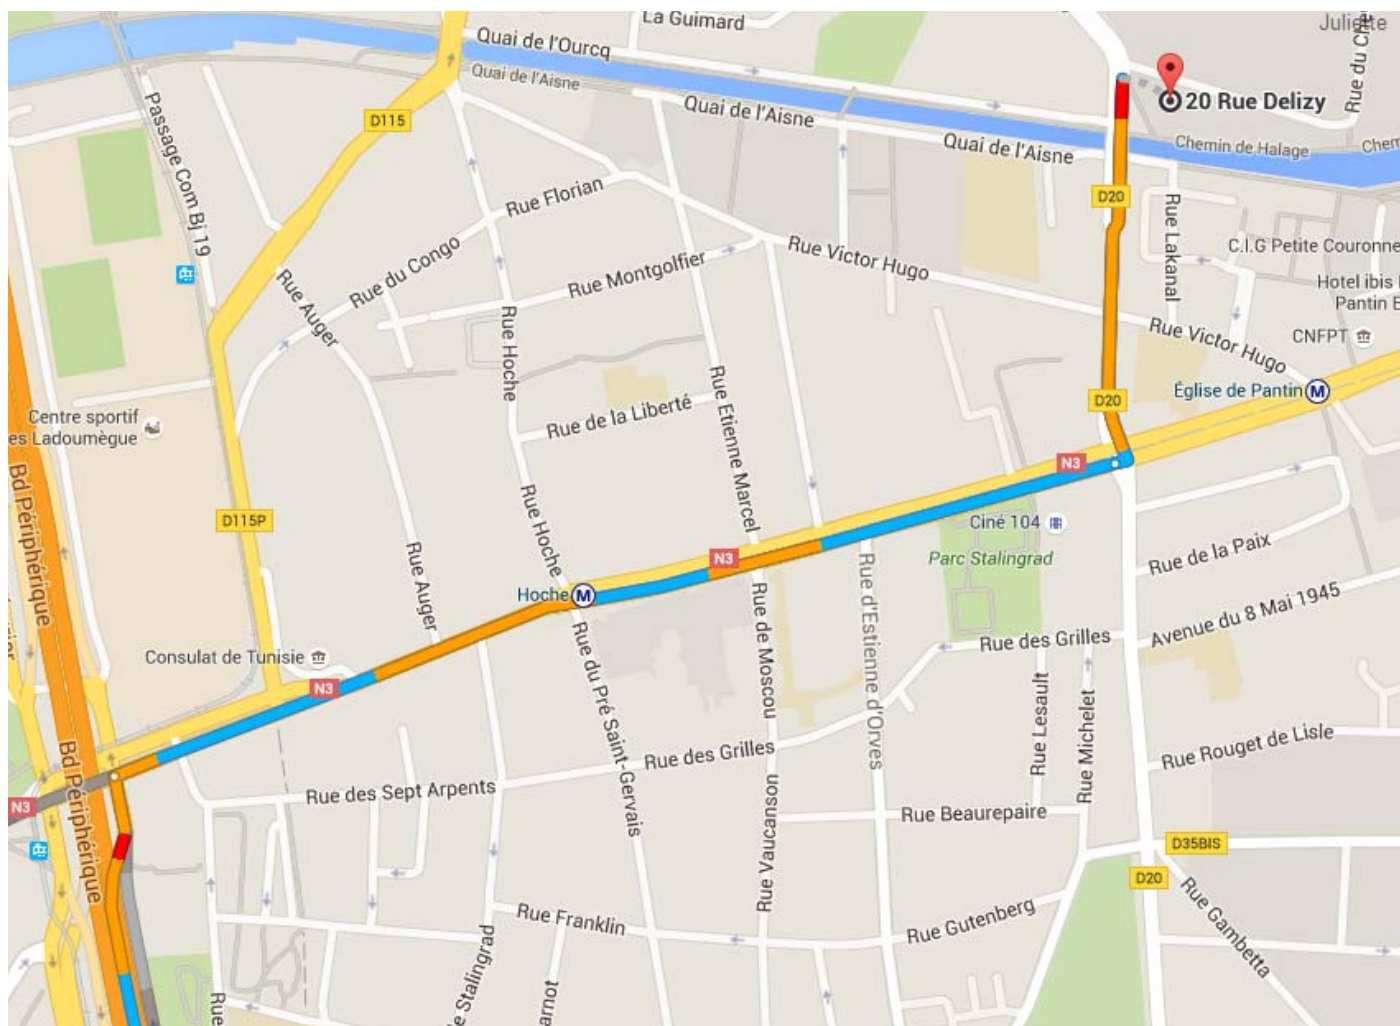 La Guimard
Juliette
Quai de l'Ourcq
Quai de l'Aisne
Quai de l'Aisne
20 Rue Delizy
D115
Passage Com Bj 19
Quai de l'Aisne
Chemin de Halage
Rue Florian
D20
Rue Lakanal
Rue du Congo
Rue Victor Hugo
C.I.G Petite Couronne
Rue Montgolfier
Rue Auger
Hotel ibis
Pantin
Rue Hoche
Rue Victor Hugo
CNFPT
Rue Etienne Marcel
Église de Pantin
M
Rue de la Liberté
D20
Centre sportif
es Ladoumègue
N3
Bd Périphérique
D115P
Rue Hoche
Ciné 104
Parc Stalingrad
Rue de la Paix
Rue Auger
N3
Hoche
M
Rue d'Estienne d'Orves
Rue de Moscou
Avenue du 8 Mai 1945
Rue des Grilles
Consulat de Tunisie
N3
Rue du Pré Saint-Gervais
Rue Lesault
Rue Michelet
Rue des Grilles
Rue Rouget de Lisle
Bd Périphérique
Rue des Sept Arpents
N3
Rue Vaucanson
Rue Beaurepaire
D35BIS
D20
Rue Franklin
Rue Gutenberg
Rue Gambetta
Stalingrad
Rue